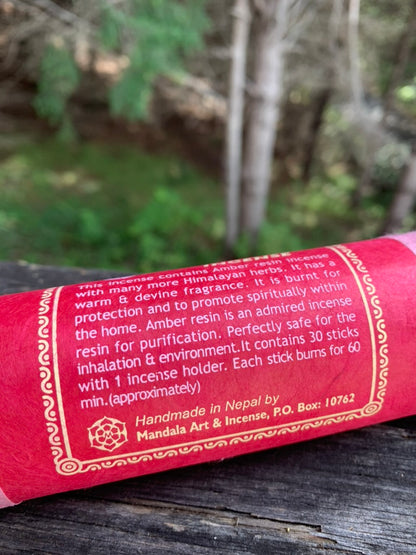 INCENSE
This incense contains Amber resin incense
with many more Himalayan herbs. It has a
warm & devine fragrance. It is burnt for
protection and to promote spiritually within
the home. Amber resin is an admired incense
resin for purification. Perfectly safe for the
inhalation & environment.It contains 30 sticks
with 1 incense holder. Each stick burns for 60
min.(approximately)
Handmade in Nepal by
Mandala Art & Incense, P.O. Box: 10762